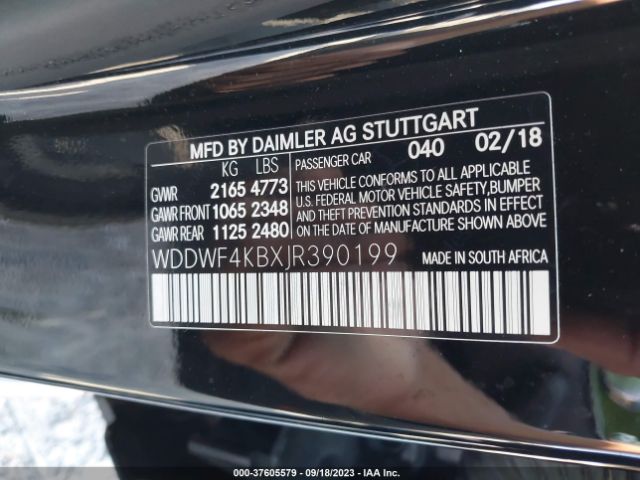 MFD BY DAIMLER AG STUTTGART
KG LBS
GVWR 2165 4773
GAWR FRONT 1065 2348
GAWR REAR 1125 2480
PASSENGER CAR 040 02/18
THIS VEHICLE CONFORMS TO ALL APPLICABLE
U.S. FEDERAL MOTOR VEHICLE SAFETY, BUMPER
AND THEFT PREVENTION STANDARDS IN EFFECT
ON THE DATE OF MANUFACTURE SHOWN ABOVE
WDDWF4KBXJR390199 MADE IN SOUTH AFRICA
000-37605579 - 09/18/2023 - IAA Inc.